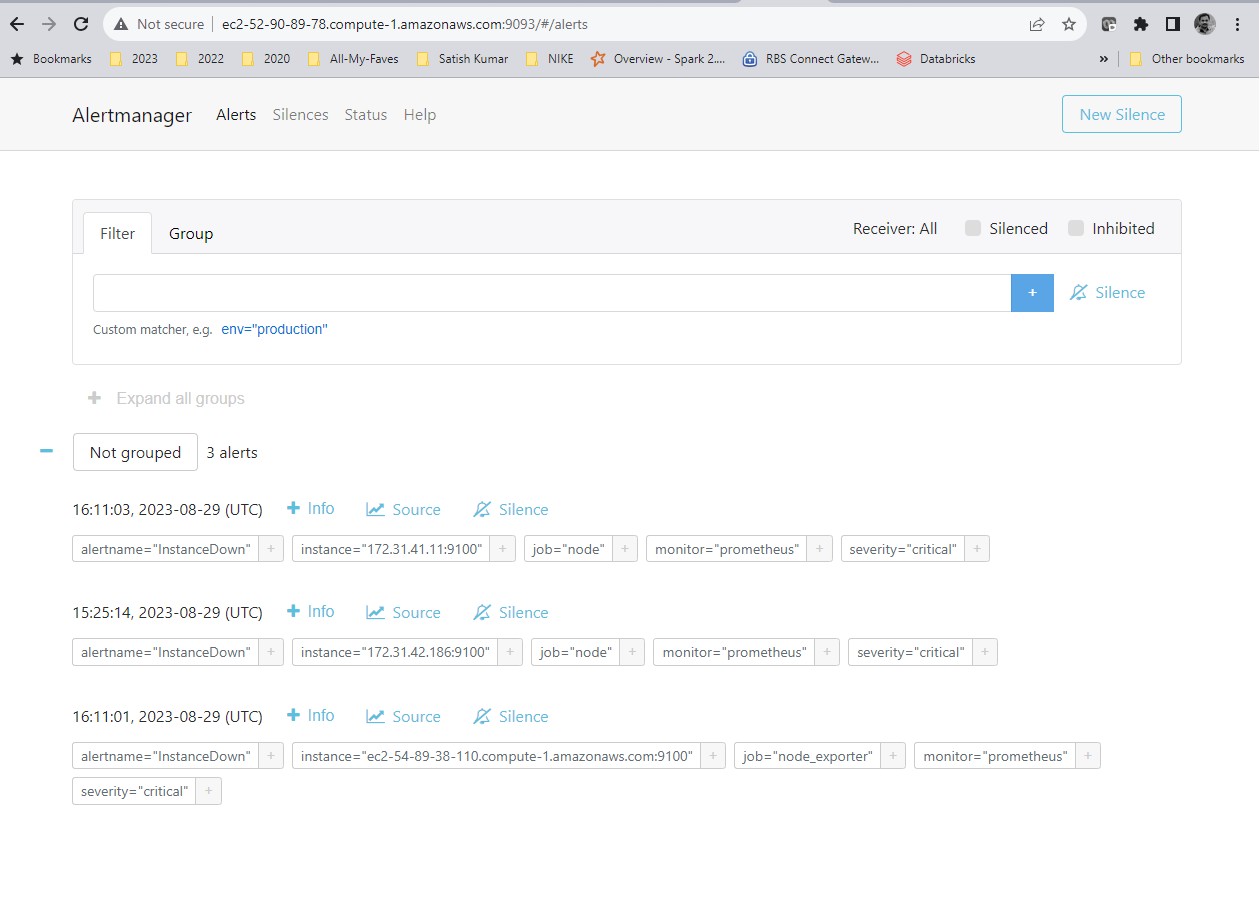 Not secure | ec2-52-90-89-78.compute-1.amazonaws.com:9093/#/alerts
Bookmarks 2023 2022 2020 All-My-Faves Satish Kumar NIKE Overview - Spark 2.... RBS Connect Gatew... Databricks » Other bookmarks
Alertmanager Alerts Silences Status Help New Silence
Filter Group Receiver: All Silenced Inhibited
+ Silence
Custom matcher, e.g. env="production"
+ Expand all groups
Not grouped 3 alerts
16:11:03, 2023-08-29 (UTC) + Info Source Silence
alertname="InstanceDown" + instance="172.31.41.11:9100" + job="node" + monitor="prometheus" + severity="critical" +
15:25:14, 2023-08-29 (UTC) + Info Source Silence
alertname="InstanceDown" + instance="172.31.42.186:9100" + job="node" + monitor="prometheus" + severity="critical" +
16:11:01, 2023-08-29 (UTC) + Info Source Silence
alertname="InstanceDown" + instance="ec2-54-89-38-110.compute-1.amazonaws.com:9100" + job="node_exporter" + monitor="prometheus" +
severity="critical" +